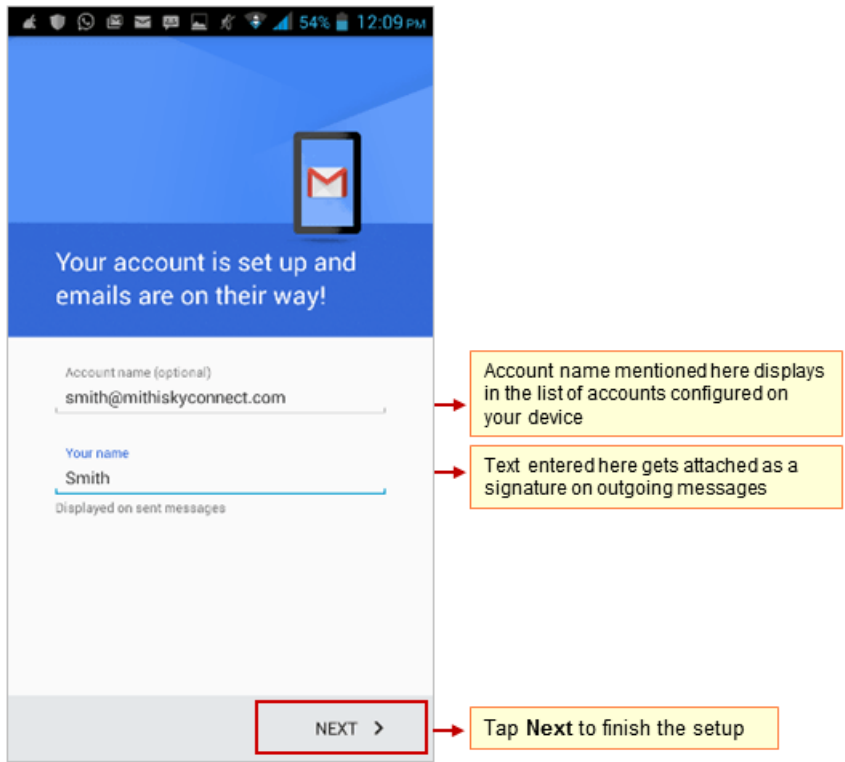 54% 12:09 PM
Your account is set up and
emails are on their way!
Account name (optional)
smith@mithiskyconnect.com
Your name
Smith
Displayed on sent messages
NEXT >
Account name mentioned here displays
in the list of accounts configured on
your device
Text entered here gets attached as a
signature on outgoing messages
Tap Next to finish the setup